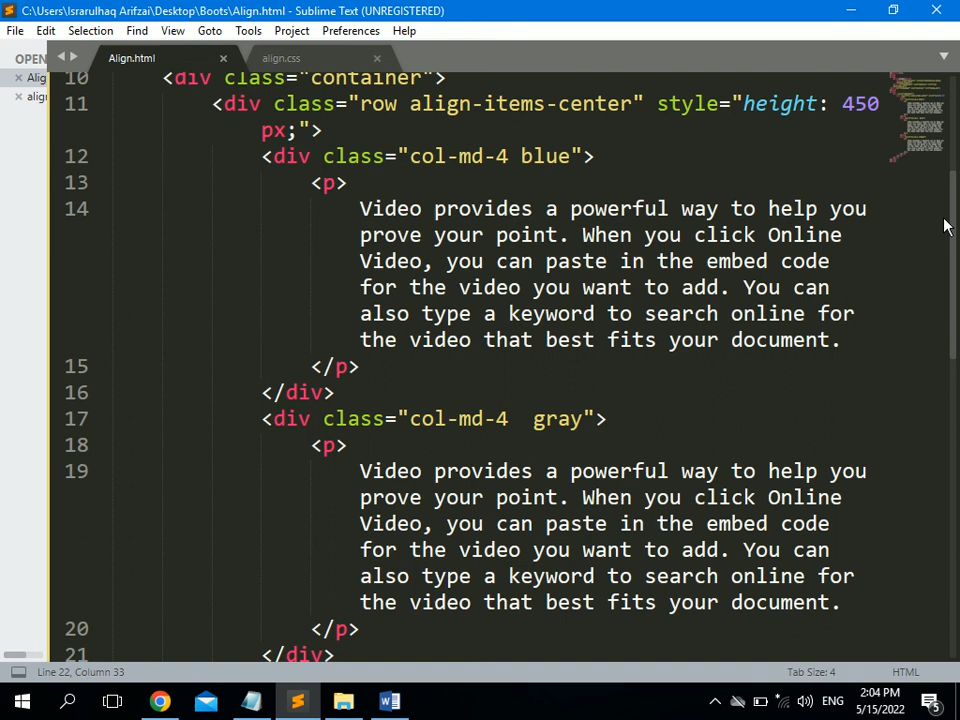 C:\Users\Israrulhaq Arifzai\Desktop\Boots\Align.html - Sublime Text (UNREGISTERED)
File Edit Selection Find View Goto Tools Project Preferences Help
OPEN
Align.html
align.css
Alig
align
10 <div class="container">
11 <div class="row align-items-center" style="height: 450
px;">
12 <div class="col-md-4 blue">
13 <p>
14 Video provides a powerful way to help you
prove your point. When you click Online
Video, you can paste in the embed code
for the video you want to add. You can
also type a keyword to search online for
the video that best fits your document.
15 </p>
16 </div>
17 <div class="col-md-4  gray">
18 <p>
19 Video provides a powerful way to help you
prove your point. When you click Online
Video, you can paste in the embed code
for the video you want to add. You can
also type a keyword to search online for
the video that best fits your document.
20 </p>
21 </div>
Line 22, Column 33
Tab Size: 4
HTML
ENG
2:04 PM
5/15/2022
5